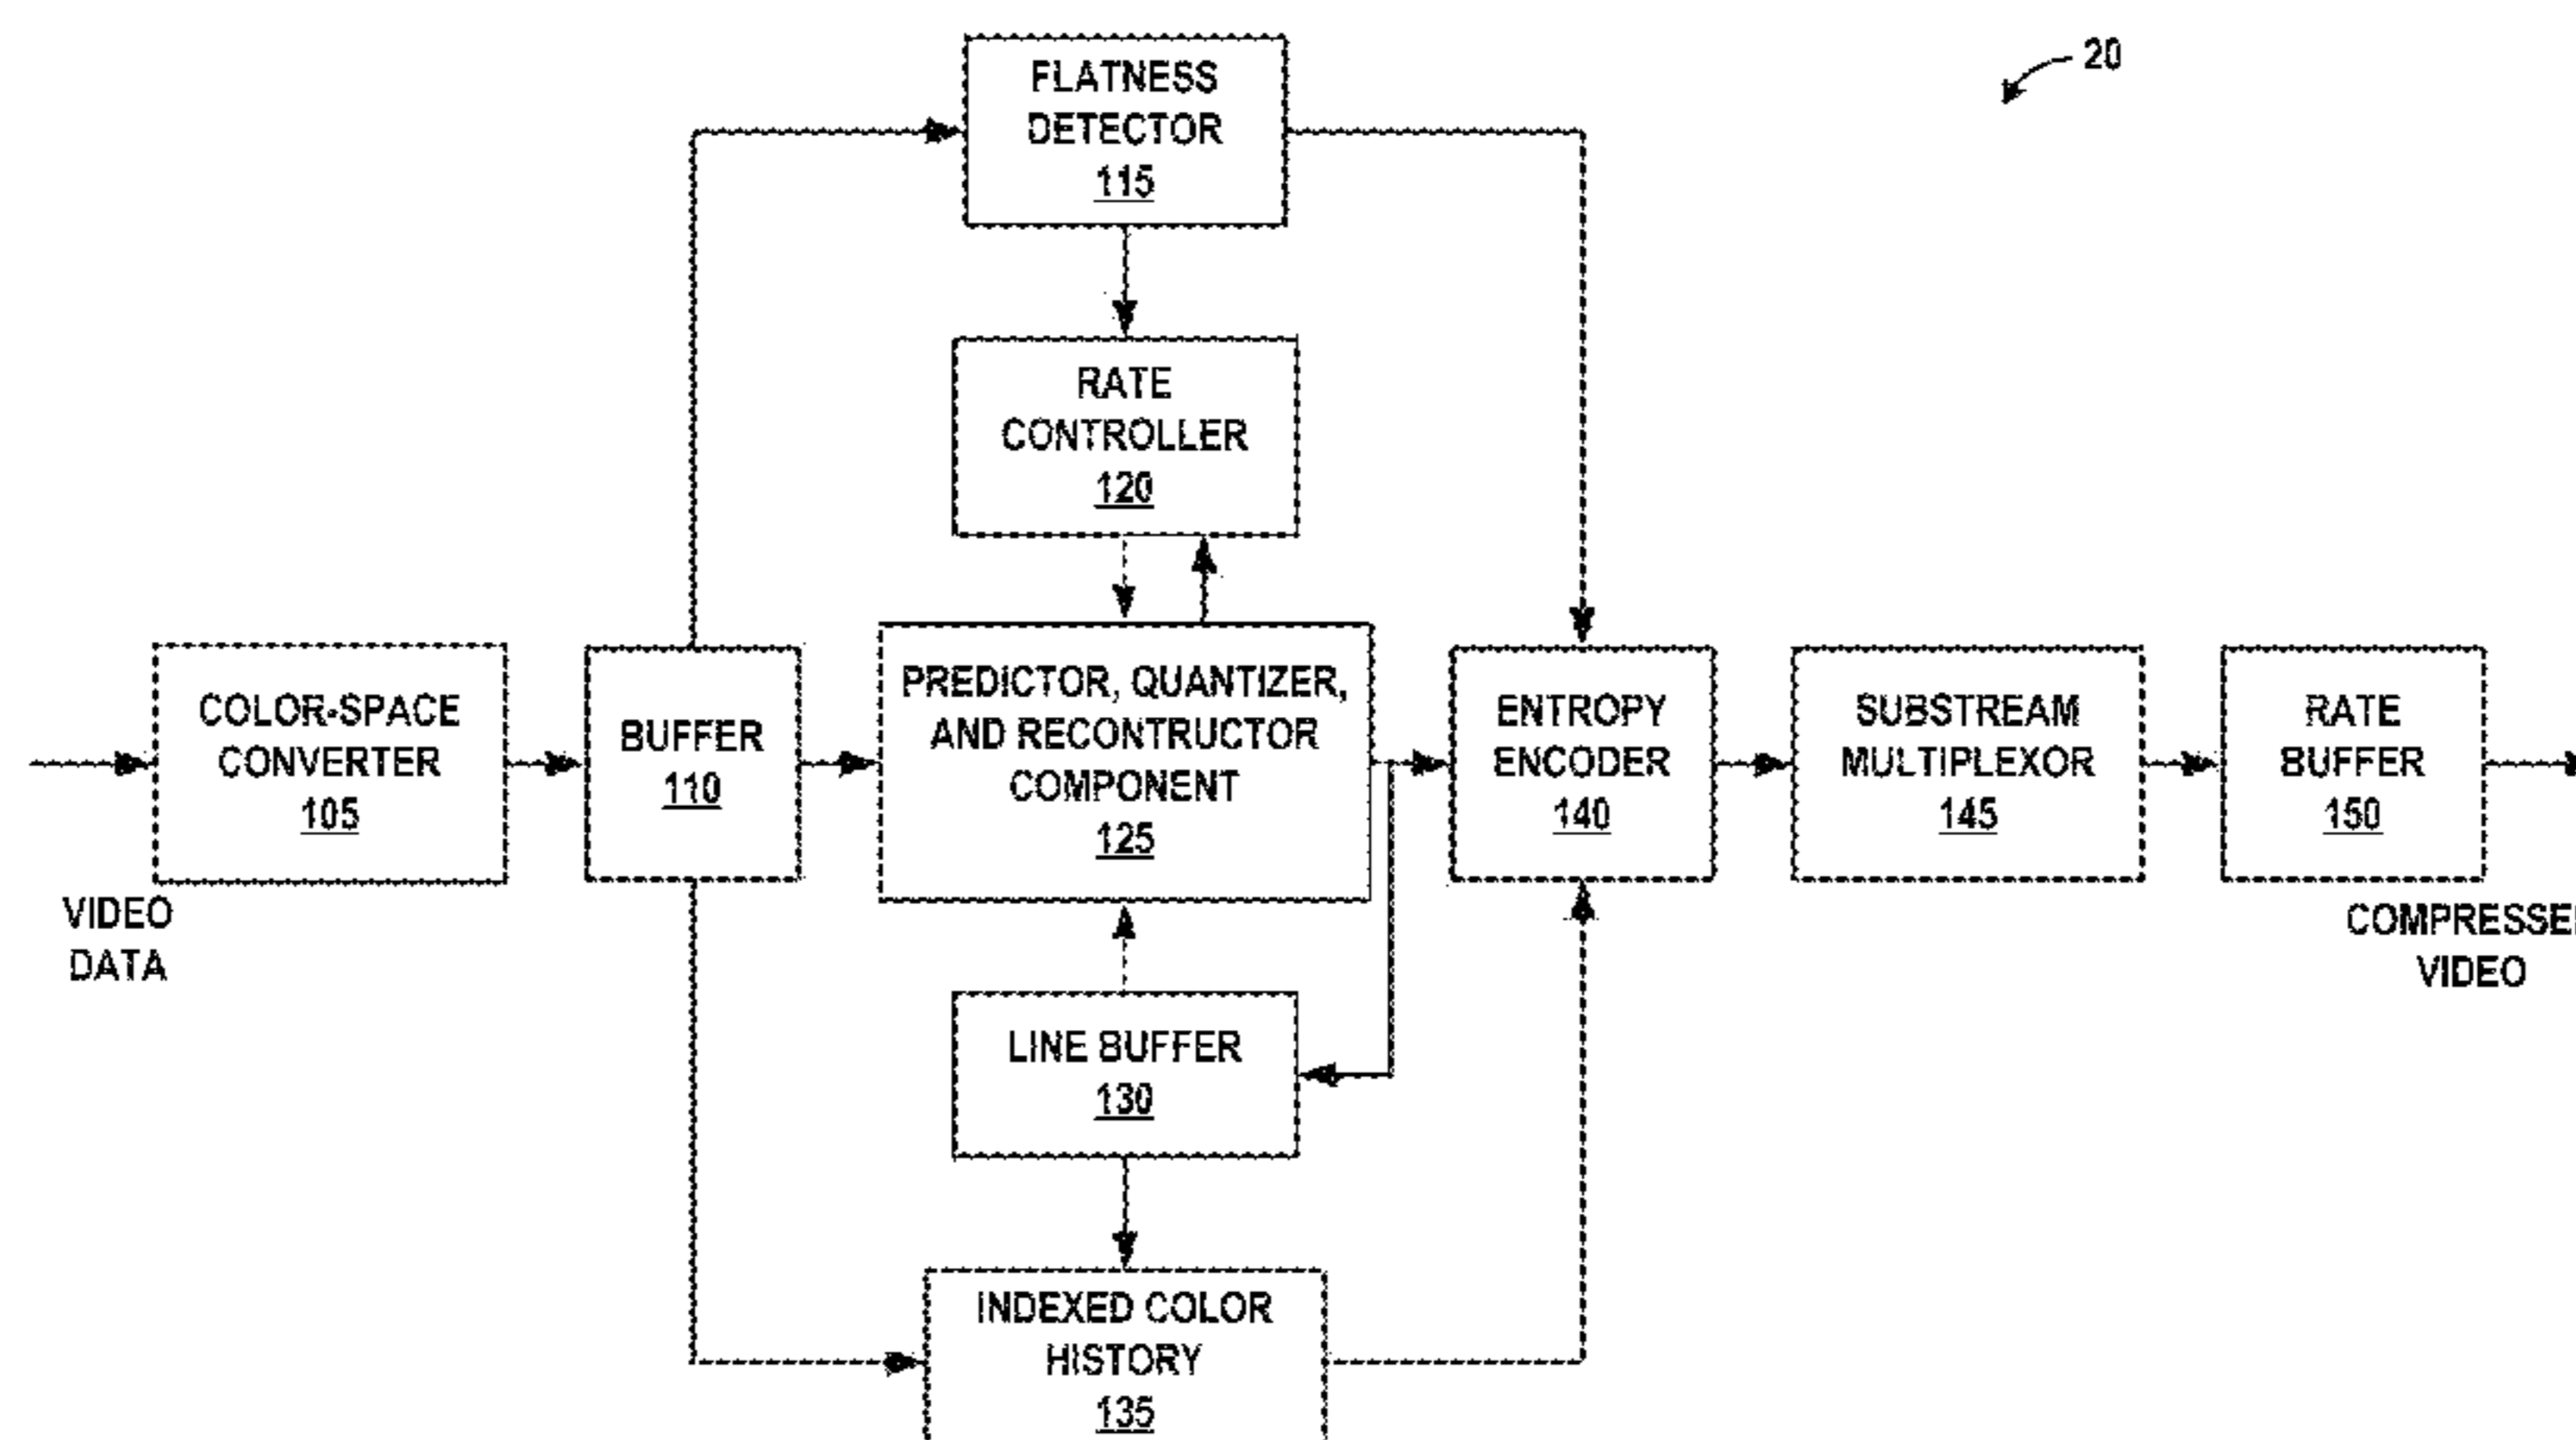 20
FLATNESS
DETECTOR
115
RATE
CONTROLLER
120
COLOR-SPACE
CONVERTER
105
BUFFER
110
PREDICTOR, QUANTIZER,
AND RECONTRUCTOR
COMPONENT
125
ENTROPY
ENCODER
140
SUBSTREAM
MULTIPLEXOR
145
RATE
BUFFER
150
VIDEO
DATA
COMPRESSE
VIDEO
LINE BUFFER
130
INDEXED COLOR
HISTORY
135